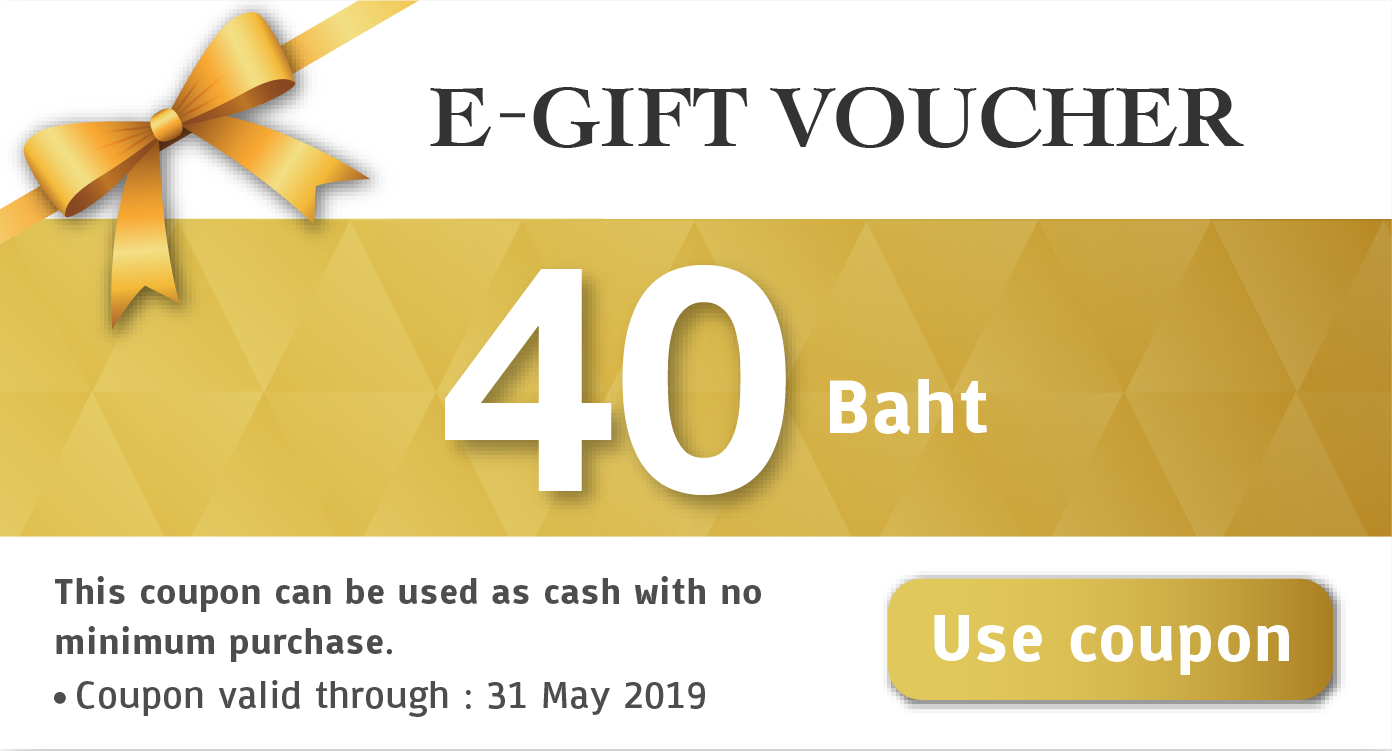 E-GIFT VOUCHER
40 Baht
This coupon can be used as cash with no
minimum purchase.
• Coupon valid through : 31 May 2019
Use coupon